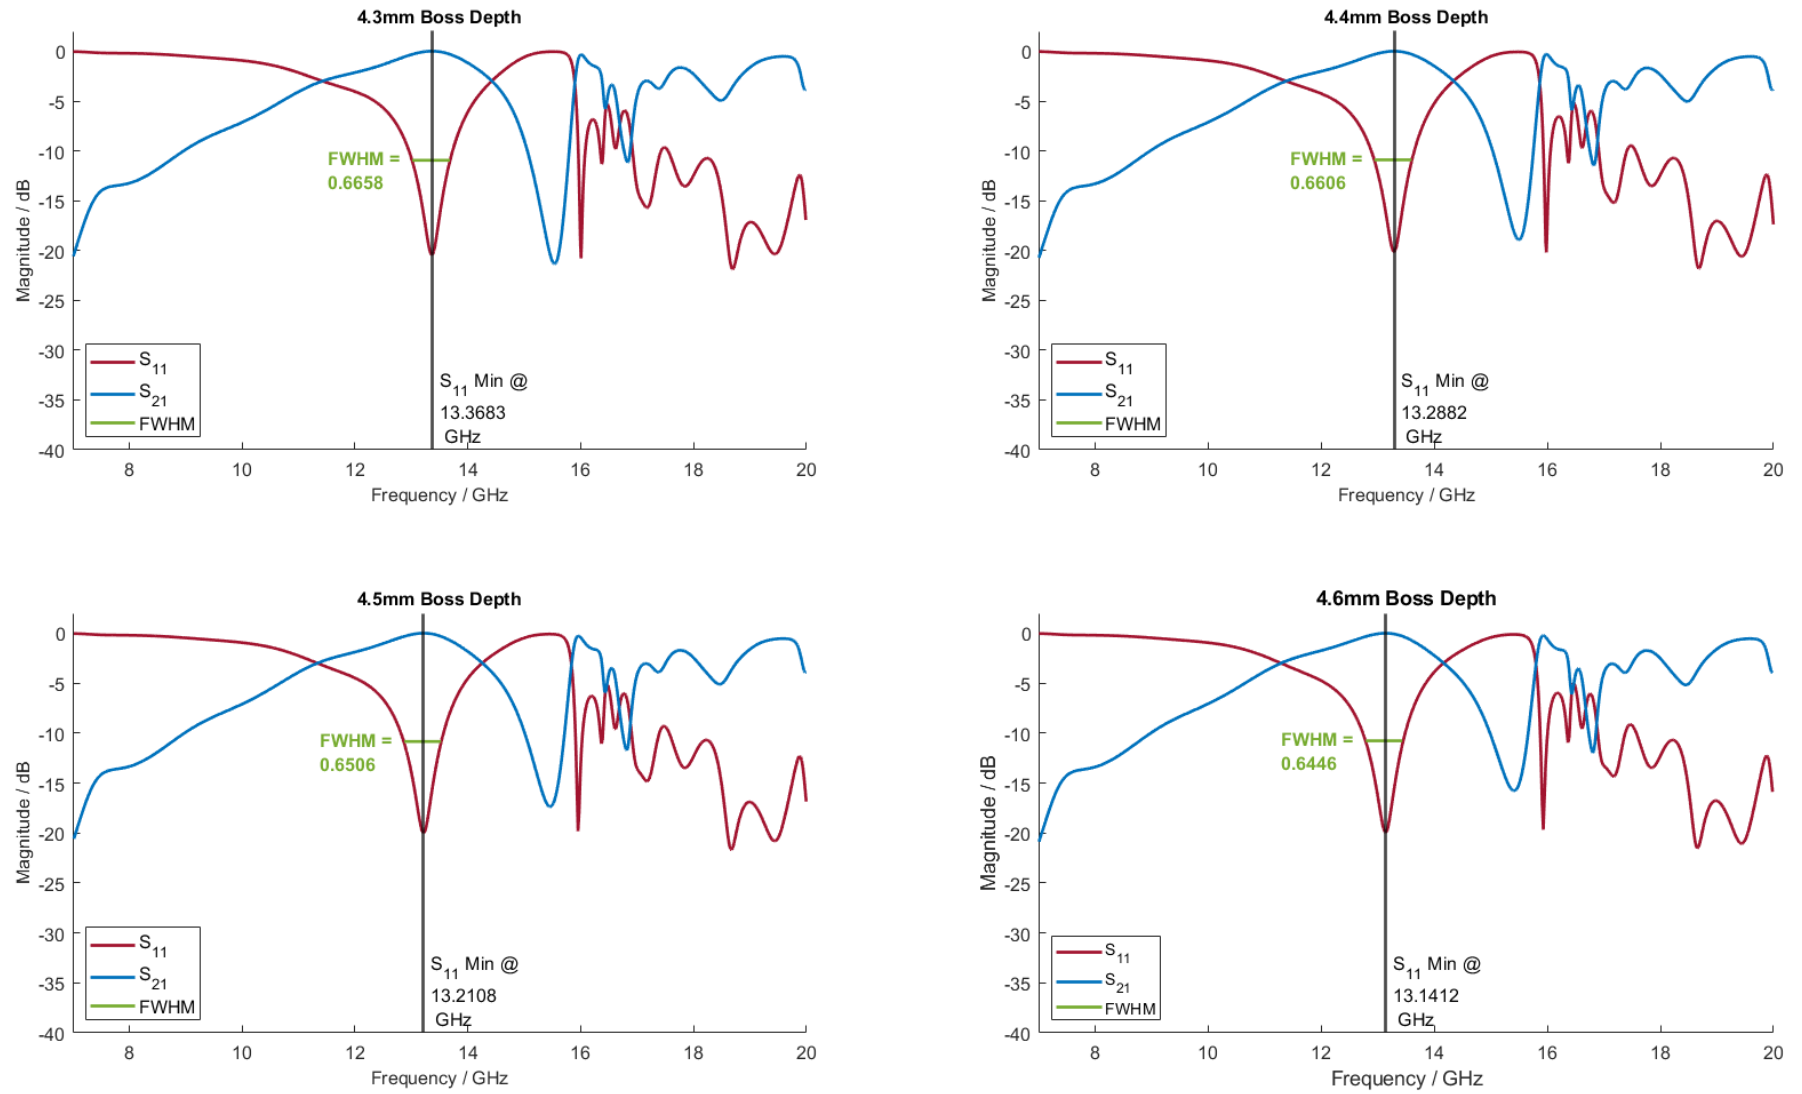 4.3mm Boss Depth
0
-5
-10
-15
-20
-25
-30
-35
-40
Magnitude / dB
FWHM =
0.6658
S11
S21
FWHM
S11 Min @
13.3683
GHz
8 10 12 14 16 18 20
Frequency / GHz
4.4mm Boss Depth
0
-5
-10
-15
-20
-25
-30
-35
-40
Magnitude / dB
FWHM =
0.6606
S11
S21
FWHM
S11 Min @
13.2882
GHz
8 10 12 14 16 18 20
Frequency / GHz
4.5mm Boss Depth
0
-5
-10
-15
-20
-25
-30
-35
-40
Magnitude / dB
FWHM =
0.6506
S11
S21
FWHM
S11 Min @
13.2108
GHz
8 10 12 14 16 18 20
Frequency / GHz
4.6mm Boss Depth
0
-5
-10
-15
-20
-25
-30
-35
-40
Magnitude / dB
FWHM =
0.6446
S11
S21
FWHM
S11 Min @
13.1412
GHz
8 10 12 14 16 18 20
Frequency / GHz